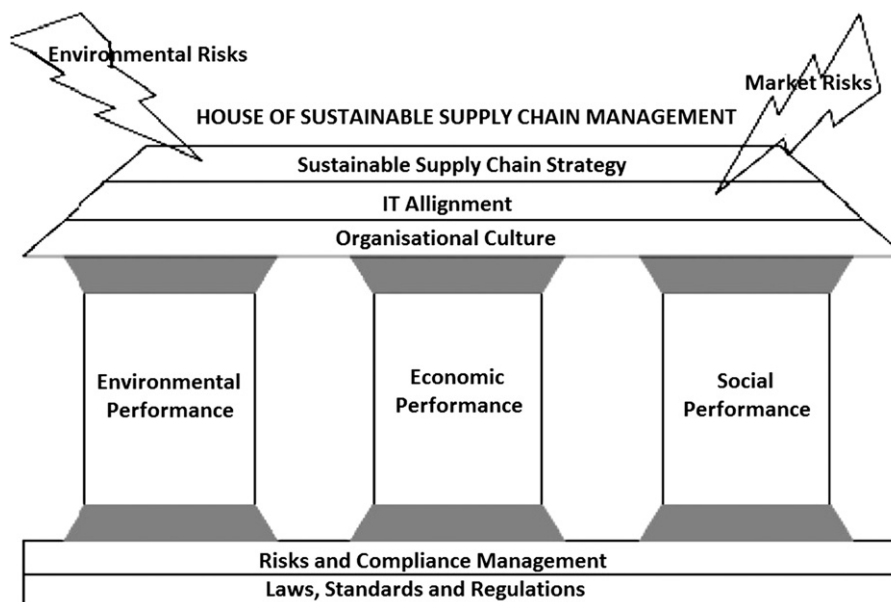 Environmental Risks
Market Risks
HOUSE OF SUSTAINABLE SUPPLY CHAIN MANAGEMENT
Sustainable Supply Chain Strategy
IT Allignment
Organisational Culture
Environmental
Performance
Economic
Performance
Social
Performance
Risks and Compliance Management
Laws, Standards and Regulations